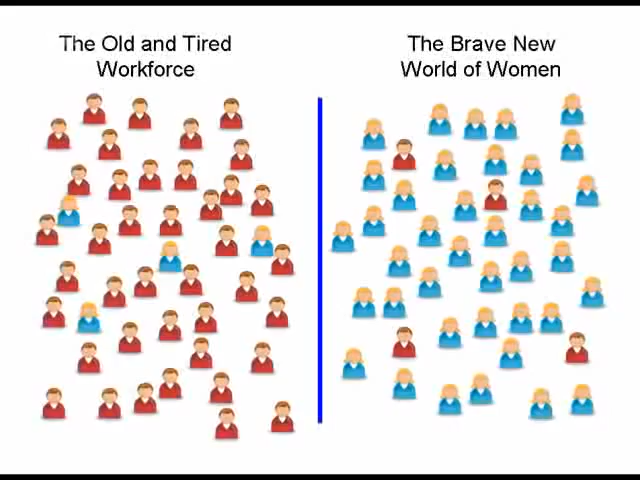 The Old and Tired
Workforce
The Brave New
World of Women